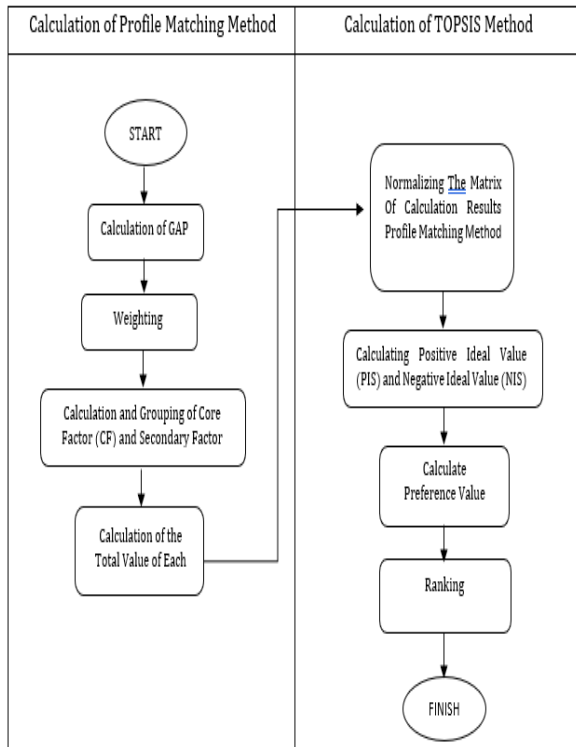 Calculation of Profile Matching Method
Calculation of TOPSIS Method
START
Calculation of GAP
Weighting
Calculation and Grouping of Core
Factor (CF) and Secondary Factor
Calculation of the
Total Value of Each
Normalizing The Matrix
Of Calculation Results
Profile Matching Method
Calculating Positive Ideal Value
(PIS) and Negative Ideal Value (NIS)
Calculate
Preference Value
Ranking
FINISH